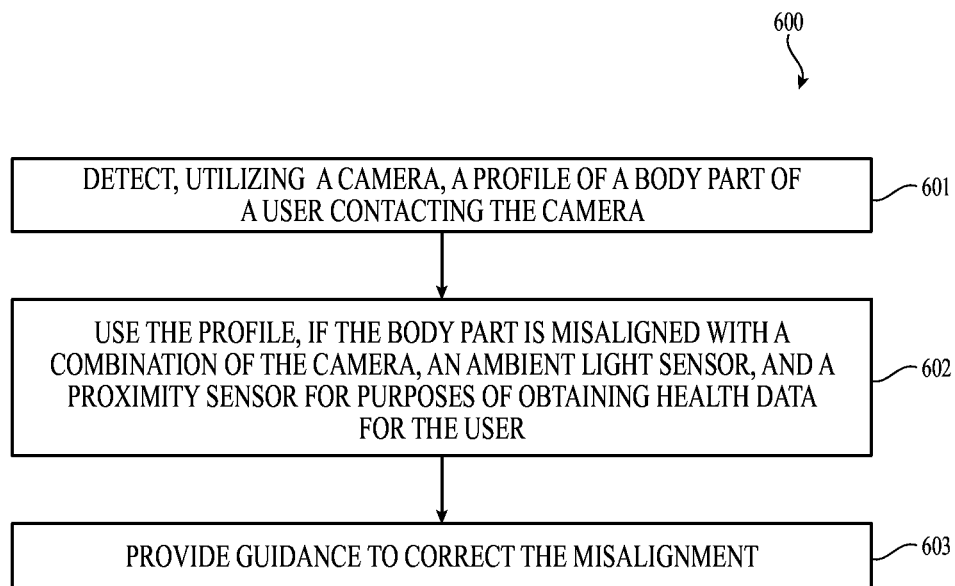 600
DETECT, UTILIZING A CAMERA, A PROFILE OF A BODY PART OF
A USER CONTACTING THE CAMERA
601
USE THE PROFILE, IF THE BODY PART IS MISALIGNED WITH A
COMBINATION OF THE CAMERA, AN AMBIENT LIGHT SENSOR, AND A
PROXIMITY SENSOR FOR PURPOSES OF OBTAINING HEALTH DATA
FOR THE USER
602
PROVIDE GUIDANCE TO CORRECT THE MISALIGNMENT
603